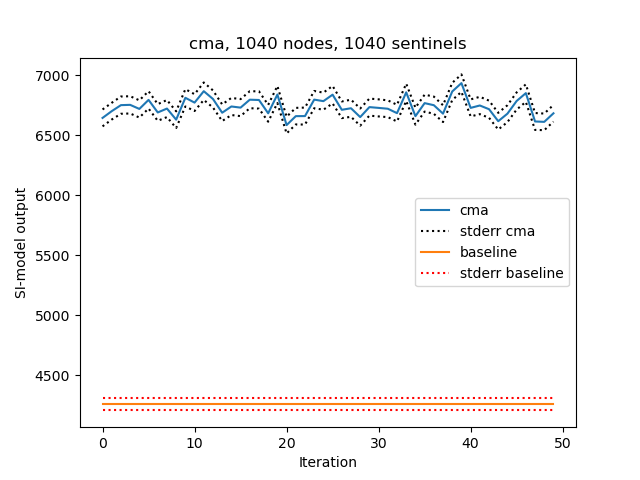 cma, 1040 nodes, 1040 sentinels
7000
6500
6000
5500
5000
4500
SI-model output
cma
stderr cma
baseline
stderr baseline
0 10 20 30 40 50
Iteration